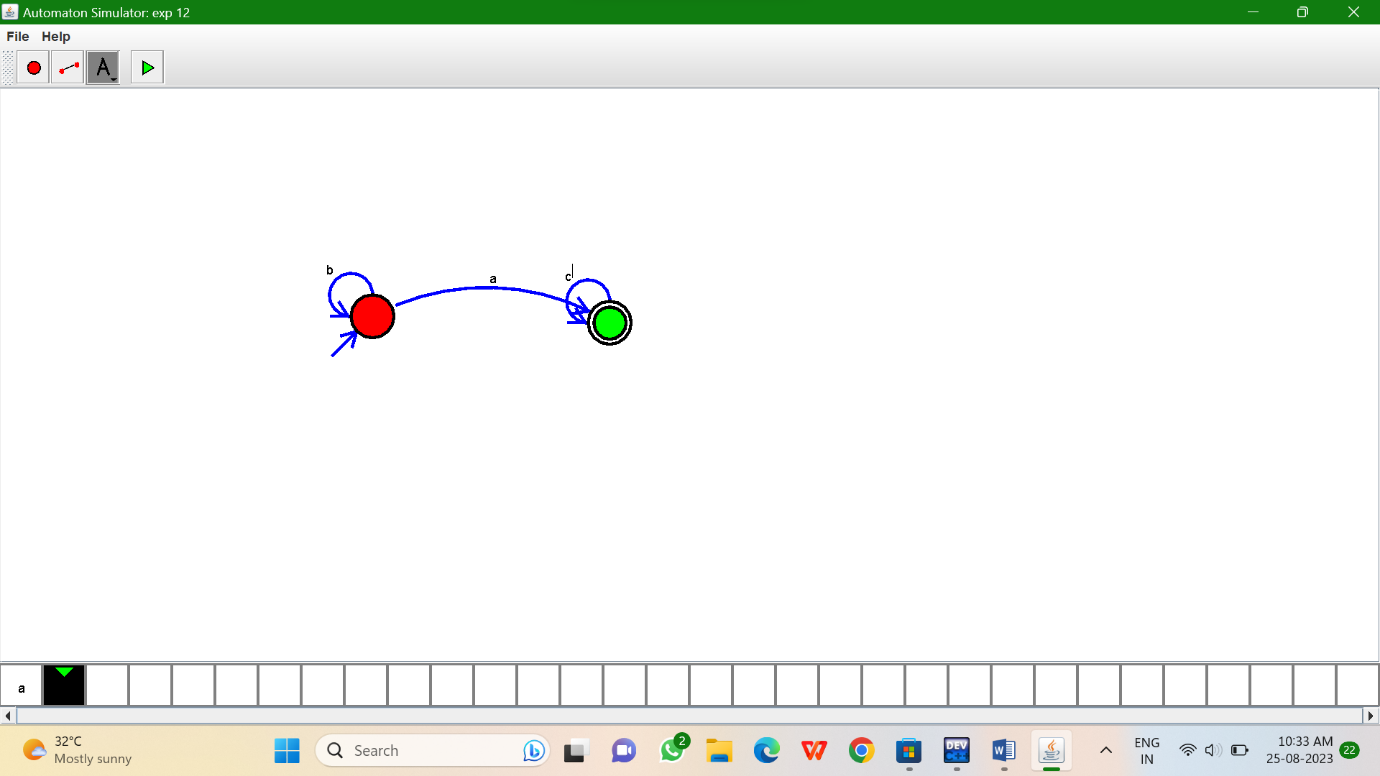 Automaton Simulator: exp 12
File Help
A
b
a
c
a
32°C
Mostly sunny
Search
2
DEV
W
ENG
IN
10:33 AM
25-08-2023
22